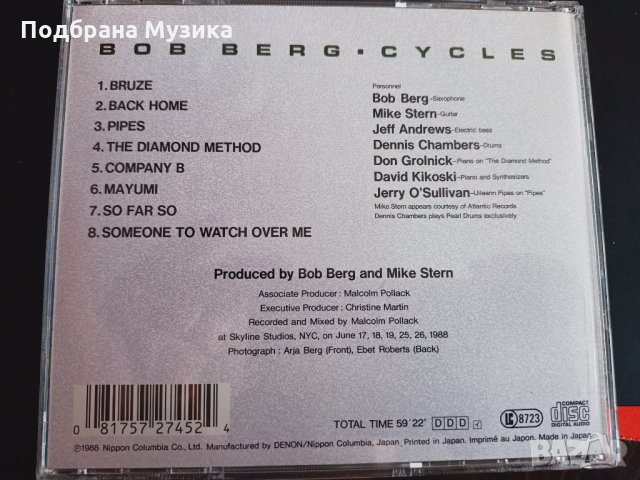 Подбрана Музика
BOB BERG · CYCLES
1. BRUZE
2. BACK HOME
3. PIPES
4. THE DIAMOND METHOD
5. COMPANY B
6. MAYUMI
7. SO FAR SO
8. SOMEONE TO WATCH OVER ME
Personnel
Bob Berg–Saxophone
Mike Stern–Guitar
Jeff Andrews–Electric bass
Dennis Chambers–Drums
Don Grolnick–Piano on "The Diamond Method"
David Kikoski–Piano and Synthesizers
Jerry O'Sullivan–Uileann Pipes on "Pipes"
Mike Stern appears courtesy of Atlantic Records
Dennis Chambers plays Pearl Drums exclusively
Produced by Bob Berg and Mike Stern
Associate Producer : Malcolm Pollack
Executive Producer : Christine Martin
Recorded and Mixed by Malcolm Pollack
at Skyline Studios, NYC, on June 17, 18, 19, 25, 26, 1988
Photograph : Arja Berg (Front), Ebet Roberts (Back)
0 81757 27452 4
TOTAL TIME 59´22˝ DDD
LC 8723
COMPACT disc DIGITAL AUDIO
℗1988 Nippon Columbia Co., Ltd. Manufactured by DENON/Nippon Columbia, Japan. Printed in Japan. Imprimé au Japon. Made in Japan.
BAZAR